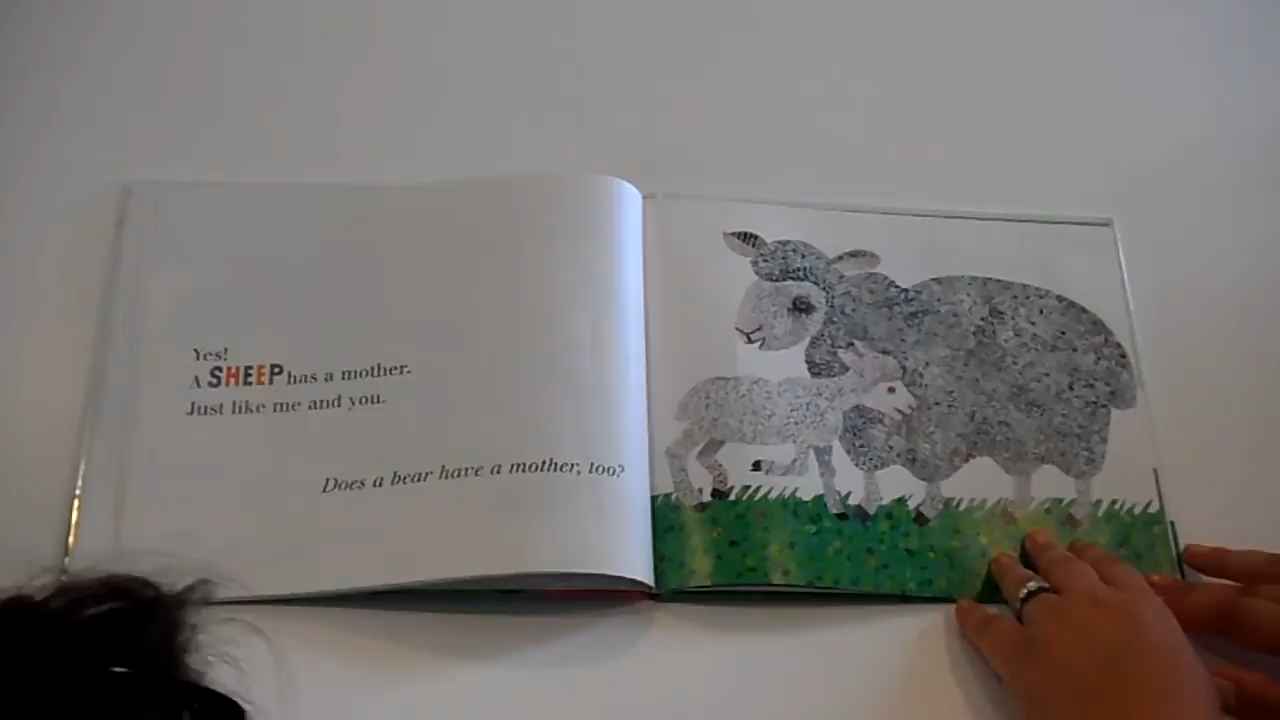 Yes!
A SHEEP has a mother.
Just like me and you.
Does a bear have a mother, too?